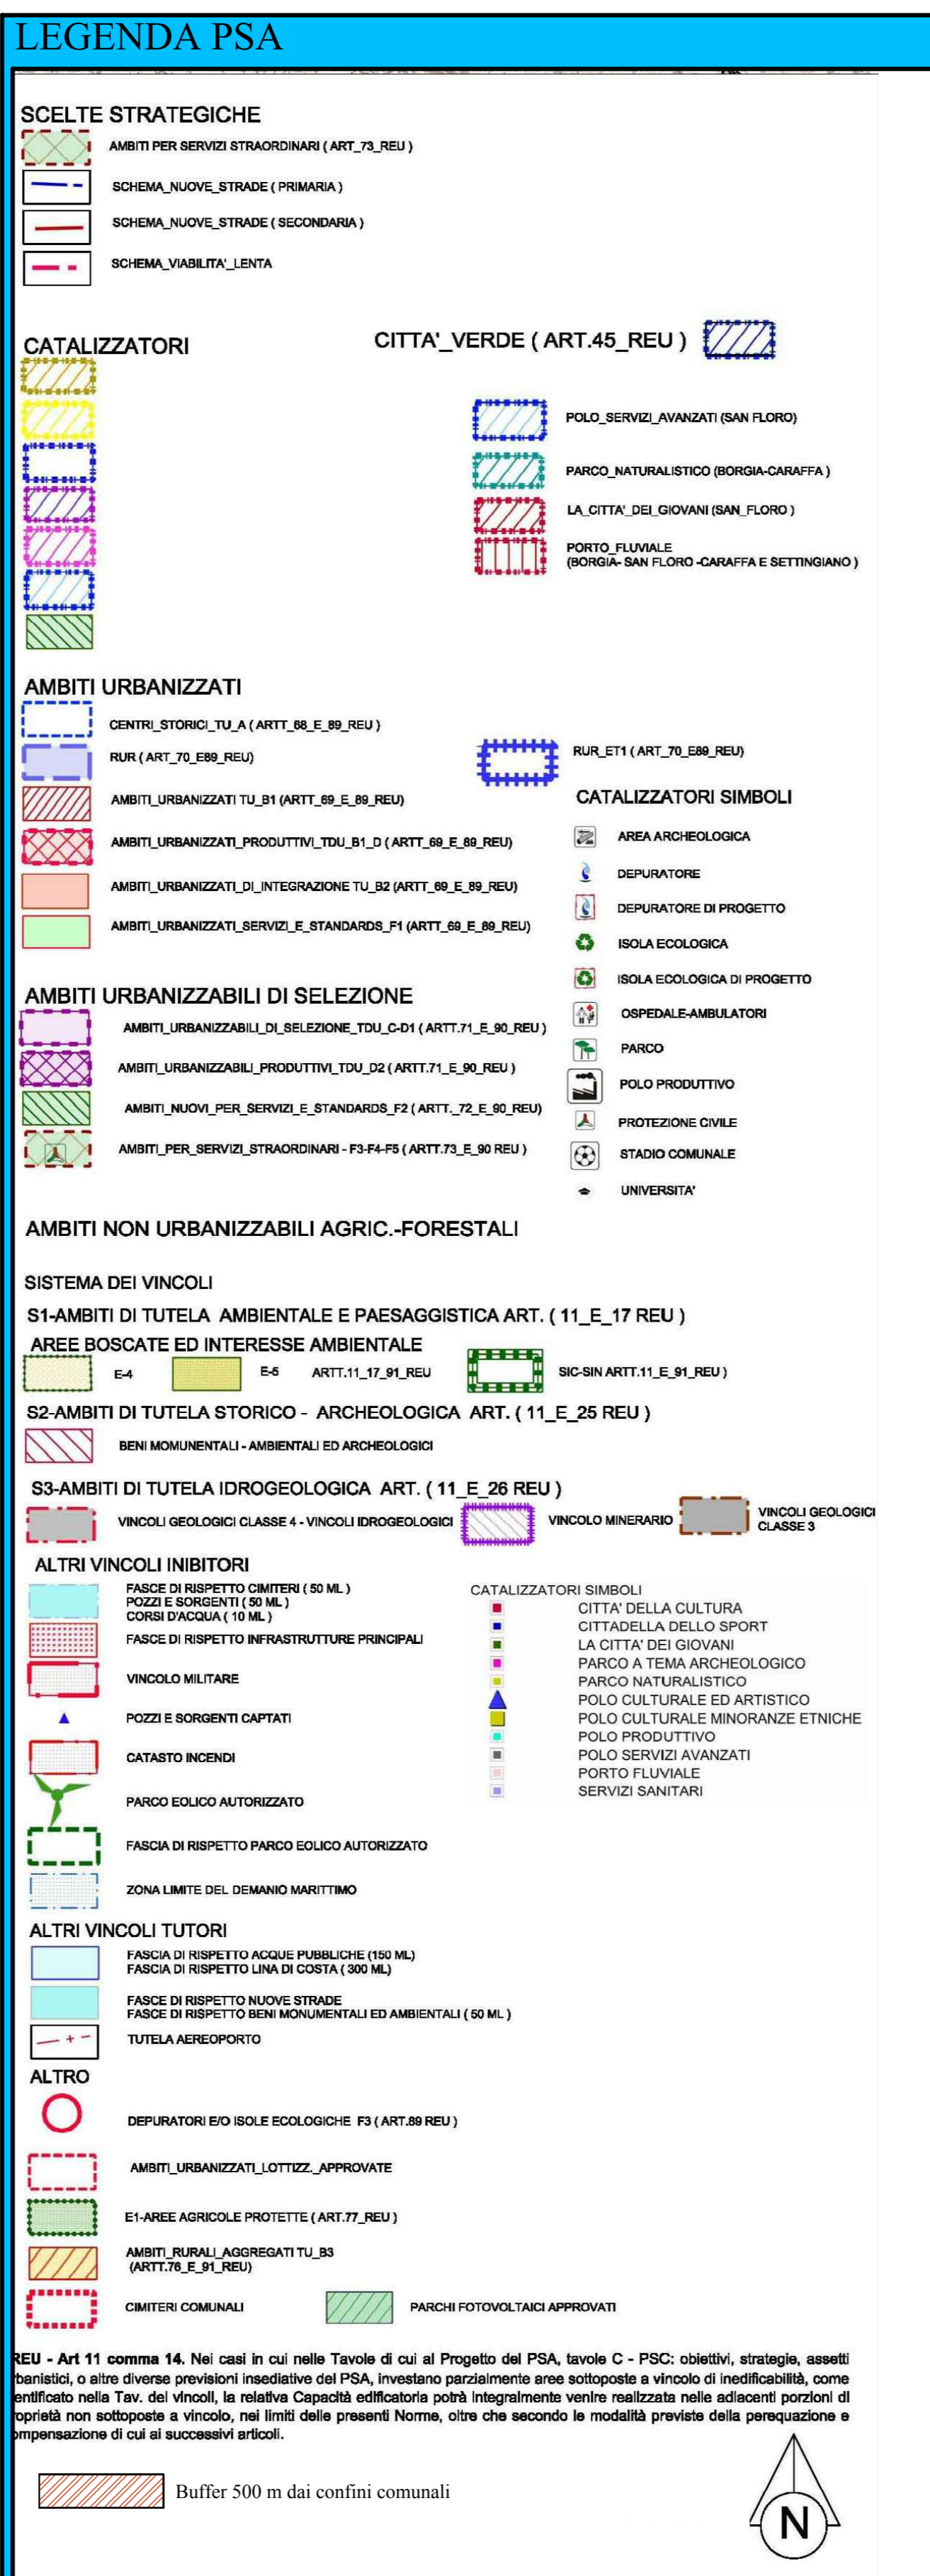 LEGENDA PSA
SCELTE STRATEGICHE
AMBITI PER SERVIZI STRAORDINARI ( ART_73_REU )
SCHEMA_NUOVE_STRADE ( PRIMARIA )
SCHEMA_NUOVE_STRADE ( SECONDARIA )
SCHEMA_VIABILITA'_LENTA
CATALIZZATORI
CITTA'_VERDE ( ART.45_REU )
POLO_SERVIZI_AVANZATI (SAN FLORO)
PARCO_NATURALISTICO (BORGIA-CARAFFA )
LA_CITTA'_DEI_GIOVANI (SAN_FLORO )
PORTO_FLUVIALE
(BORGIA- SAN FLORO -CARAFFA E SETTINGIANO )
AMBITI URBANIZZATI
CENTRI_STORICI_TU_A ( ARTT_68_E_89_REU )
RUR ( ART_70_E89_REU)
AMBITI_URBANIZZATI TU_B1 (ARTT_69_E_89_REU)
AMBITI_URBANIZZATI_PRODUTTIVI_TDU_B1_D ( ARTT_69_E_89_REU)
AMBITI_URBANIZZATI_DI_INTEGRAZIONE TU_B2 (ARTT_69_E_89_REU)
AMBITI_URBANIZZATI_SERVIZI_E_STANDARDS_F1 (ARTT_69_E_89_REU)
RUR_ET1 ( ART_70_E89_REU)
CATALIZZATORI SIMBOLI
AREA ARCHEOLOGICA
DEPURATORE
DEPURATORE DI PROGETTO
ISOLA ECOLOGICA
ISOLA ECOLOGICA DI PROGETTO
OSPEDALE-AMBULATORI
PARCO
POLO PRODUTTIVO
PROTEZIONE CIVILE
STADIO COMUNALE
UNIVERSITA'
AMBITI URBANIZZABILI DI SELEZIONE
AMBITI_URBANIZZABILI_DI_SELEZIONE_TDU_C-D1 ( ARTT.71_E_90_REU )
AMBITI_URBANIZZABILI_PRODUTTIVI_TDU_D2 ( ARTT.71_E_90_REU )
AMBITI_NUOVI_PER_SERVIZI_E_STANDARDS_F2 ( ARTT._72_E_90_REU)
AMBITI_PER_SERVIZI_STRAORDINARI - F3-F4-F5 ( ARTT.73_E_90 REU )
AMBITI NON URBANIZZABILI AGRIC.-FORESTALI
SISTEMA DEI VINCOLI
S1-AMBITI DI TUTELA AMBIENTALE E PAESAGGISTICA ART. ( 11_E_17 REU )
AREE BOSCATE ED INTERESSE AMBIENTALE
E-4 E-5 ARTT.11_17_91_REU SIC-SIN ARTT.11_E_91_REU )
S2-AMBITI DI TUTELA STORICO - ARCHEOLOGICA ART. ( 11_E_25 REU )
BENI MOMUNENTALI - AMBIENTALI ED ARCHEOLOGICI
S3-AMBITI DI TUTELA IDROGEOLOGICA ART. ( 11_E_26 REU )
VINCOLI GEOLOGICI CLASSE 4 - VINCOLI IDROGEOLOGICI
VINCOLO MINERARIO
VINCOLI GEOLOGICI
CLASSE 3
ALTRI VINCOLI INIBITORI
FASCE DI RISPETTO CIMITERI ( 50 ML )
POZZI E SORGENTI ( 50 ML )
CORSI D'ACQUA ( 10 ML )
FASCE DI RISPETTO INFRASTRUTTURE PRINCIPALI
VINCOLO MILITARE
POZZI E SORGENTI CAPTATI
CATASTO INCENDI
PARCO EOLICO AUTORIZZATO
FASCIA DI RISPETTO PARCO EOLICO AUTORIZZATO
ZONA LIMITE DEL DEMANIO MARITTIMO
CATALIZZATORI SIMBOLI
CITTA' DELLA CULTURA
CITTADELLA DELLO SPORT
LA CITTA' DEI GIOVANI
PARCO A TEMA ARCHEOLOGICO
PARCO NATURALISTICO
POLO CULTURALE ED ARTISTICO
POLO CULTURALE MINORANZE ETNICHE
POLO PRODUTTIVO
POLO SERVIZI AVANZATI
PORTO FLUVIALE
SERVIZI SANITARI
ALTRI VINCOLI TUTORI
FASCIA DI RISPETTO ACQUE PUBBLICHE (150 ML)
FASCIA DI RISPETTO LINA DI COSTA ( 300 ML)
FASCE DI RISPETTO NUOVE STRADE
FASCE DI RISPETTO BENI MONUMENTALI ED AMBIENTALI ( 50 ML )
TUTELA AEREOPORTO
ALTRO
DEPURATORI E/O ISOLE ECOLOGICHE F3 ( ART.89 REU )
AMBITI_URBANIZZATI_LOTTIZZ._APPROVATE
E1-AREE AGRICOLE PROTETTE ( ART.77_REU )
AMBITI_RURALI_AGGREGATI TU_B3
(ARTT.76_E_91_REU)
CIMITERI COMUNALI
PARCHI FOTOVOLTAICI APPROVATI
REU - Art 11 comma 14. Nei casi in cui nelle Tavole di cui al Progetto del PSA, tavole C - PSC: obiettivi, strategie, assetti
rbanistici, o altre diverse previsioni insediative del PSA, investano parzialmente aree sottoposte a vincolo di inedificabilità, come
entificato nella Tav. dei vincoli, la relativa Capacità edificatoria potrà integralmente venire realizzata nelle adiacenti porzioni di
oprietà non sottoposte a vincolo, nei limiti delle presenti Norme, oltre che secondo le modalità previste della perequazione e
ompensazione di cui ai successivi articoli.
Buffer 500 m dai confini comunali
N